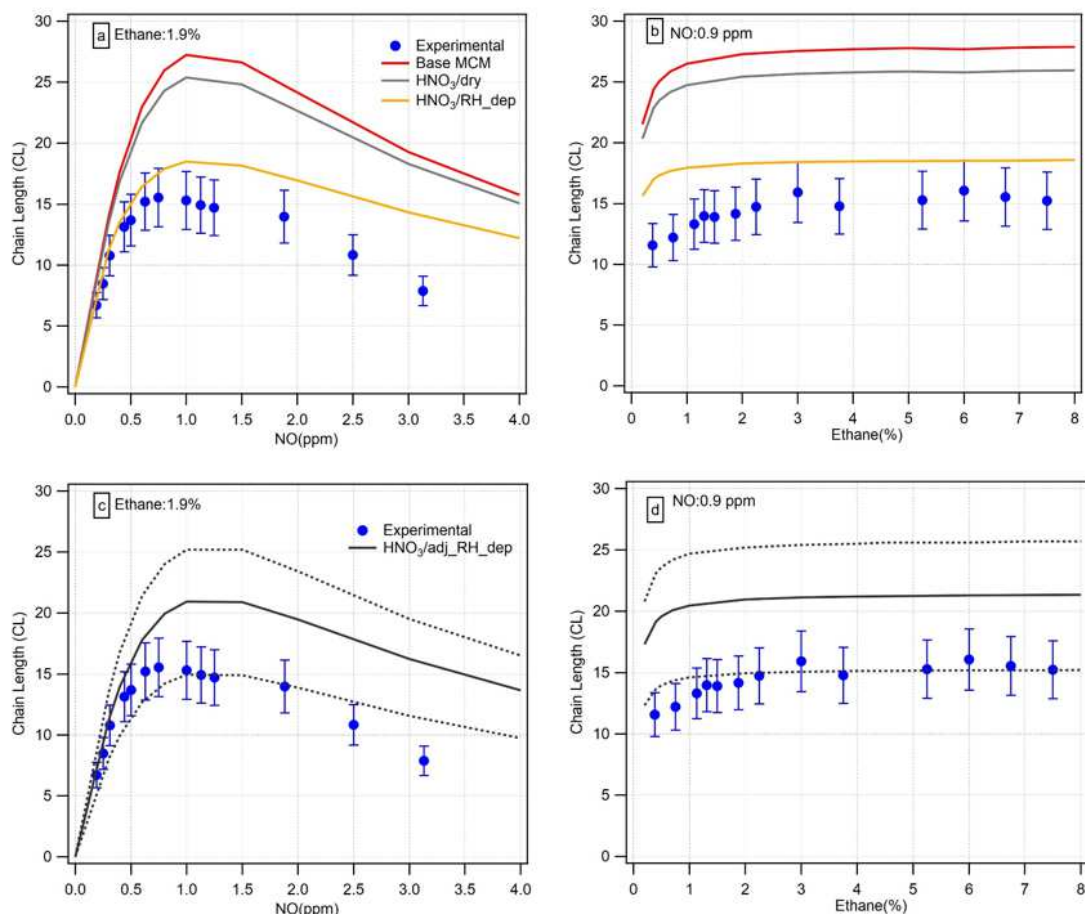 30
25
20
15
10
5
0
Chain Length (CL)
a
Ethane:1.9%
Experimental
Base MCM
HNO₃/dry
HNO₃/RH_dep
0.0 0.5 1.0 1.5 2.0 2.5 3.0 3.5 4.0
NO(ppm)
30
25
20
15
10
5
0
Chain Length (CL)
b
NO:0.9 ppm
0 1 2 3 4 5 6 7 8
Ethane(%)
30
25
20
15
10
5
0
Chain Length (CL)
c
Ethane:1.9%
Experimental
HNO₃/adj_RH_dep
0.0 0.5 1.0 1.5 2.0 2.5 3.0 3.5 4.0
NO(ppm)
30
25
20
15
10
5
0
Chain Length (CL)
d
NO:0.9 ppm
0 1 2 3 4 5 6 7 8
Ethane(%)